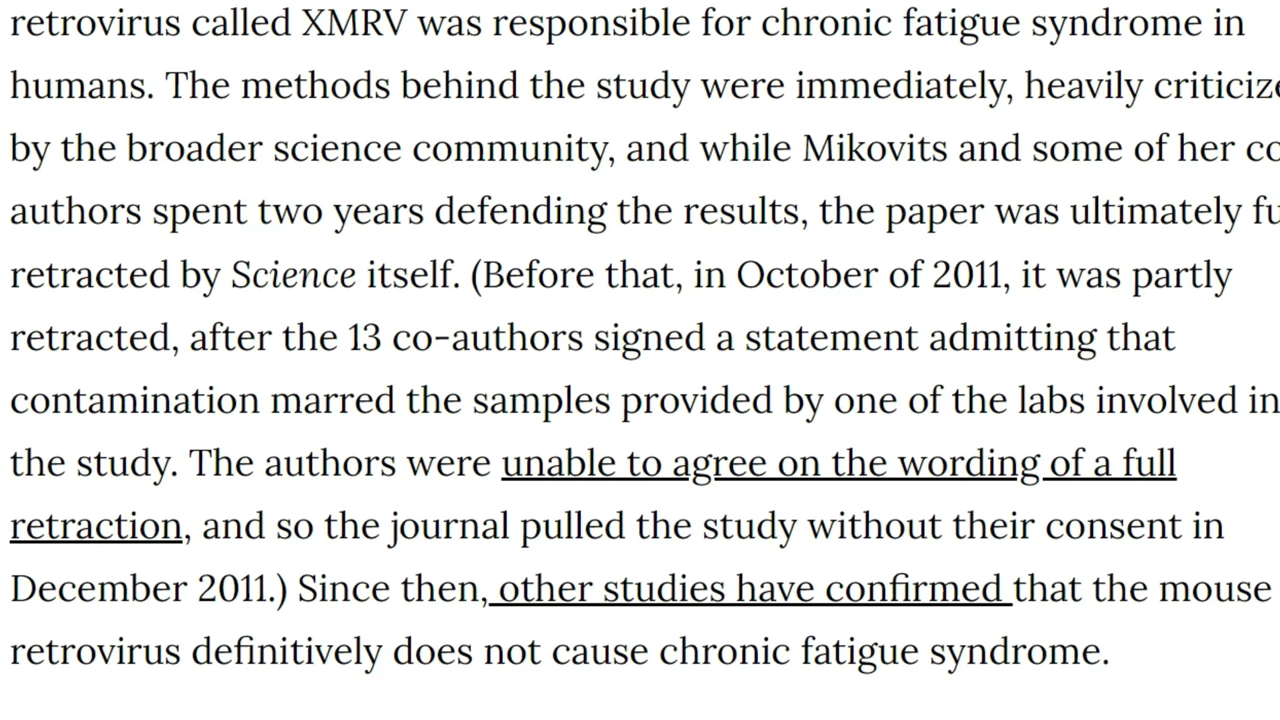 retrovirus called XMRV was responsible for chronic fatigue syndrome in
humans. The methods behind the study were immediately, heavily criticize
by the broader science community, and while Mikovits and some of her co
authors spent two years defending the results, the paper was ultimately fu
retracted by Science itself. (Before that, in October of 2011, it was partly
retracted, after the 13 co-authors signed a statement admitting that
contamination marred the samples provided by one of the labs involved in
the study. The authors were unable to agree on the wording of a full
retraction, and so the journal pulled the study without their consent in
December 2011.) Since then, other studies have confirmed that the mouse
retrovirus definitively does not cause chronic fatigue syndrome.